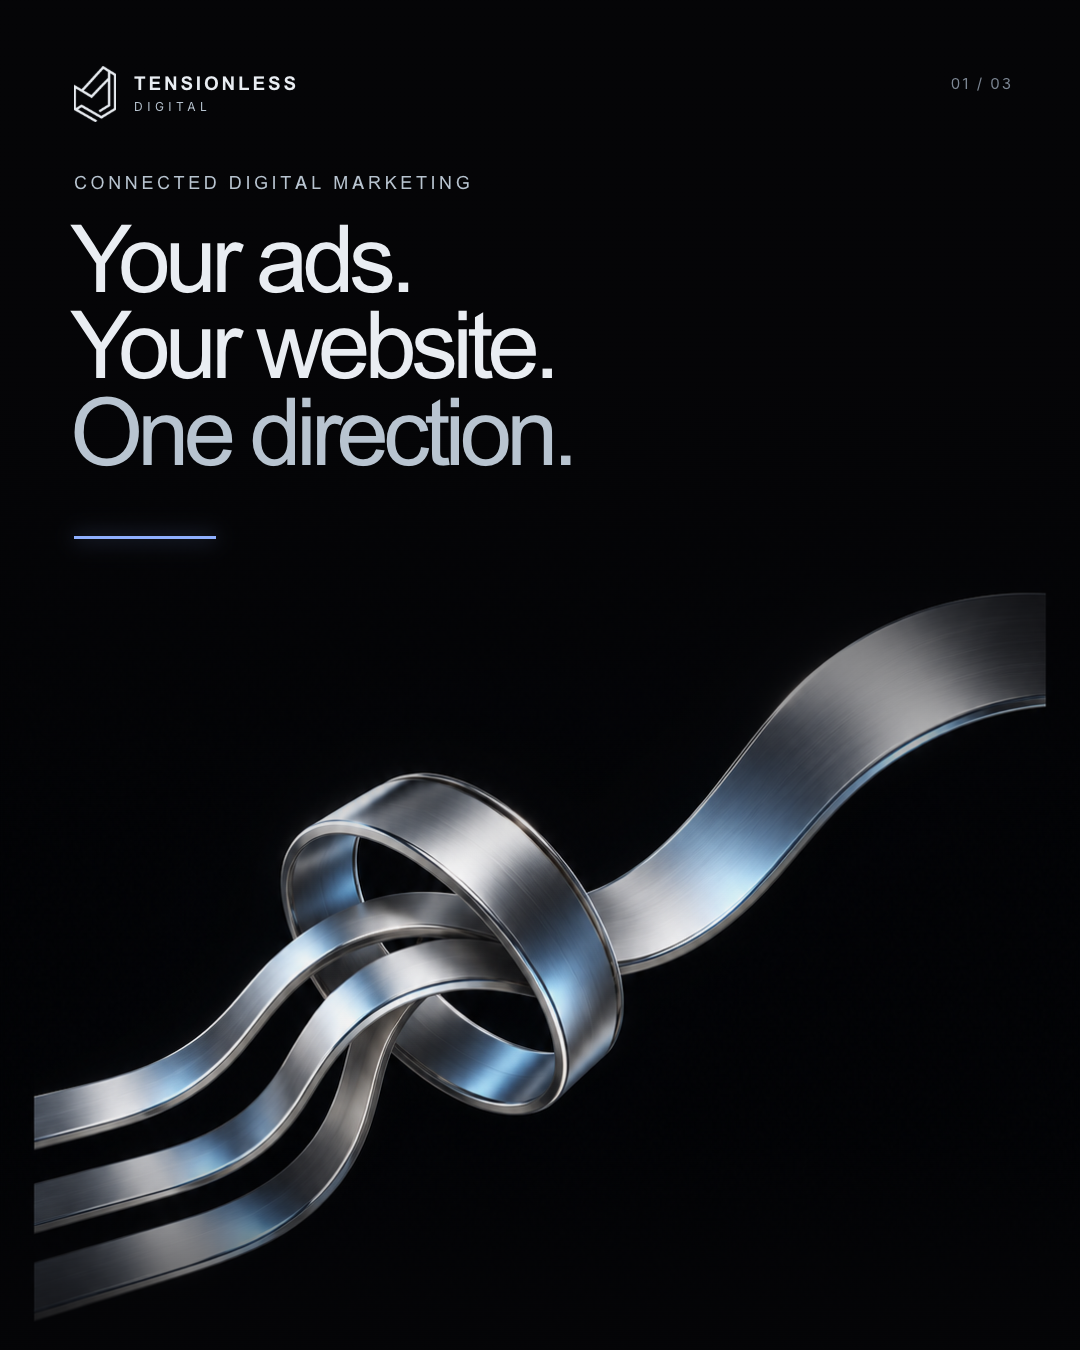 TENSIONLESS
DIGITAL
01 / 03
CONNECTED DIGITAL MARKETING
Your ads.
Your website.
One direction.